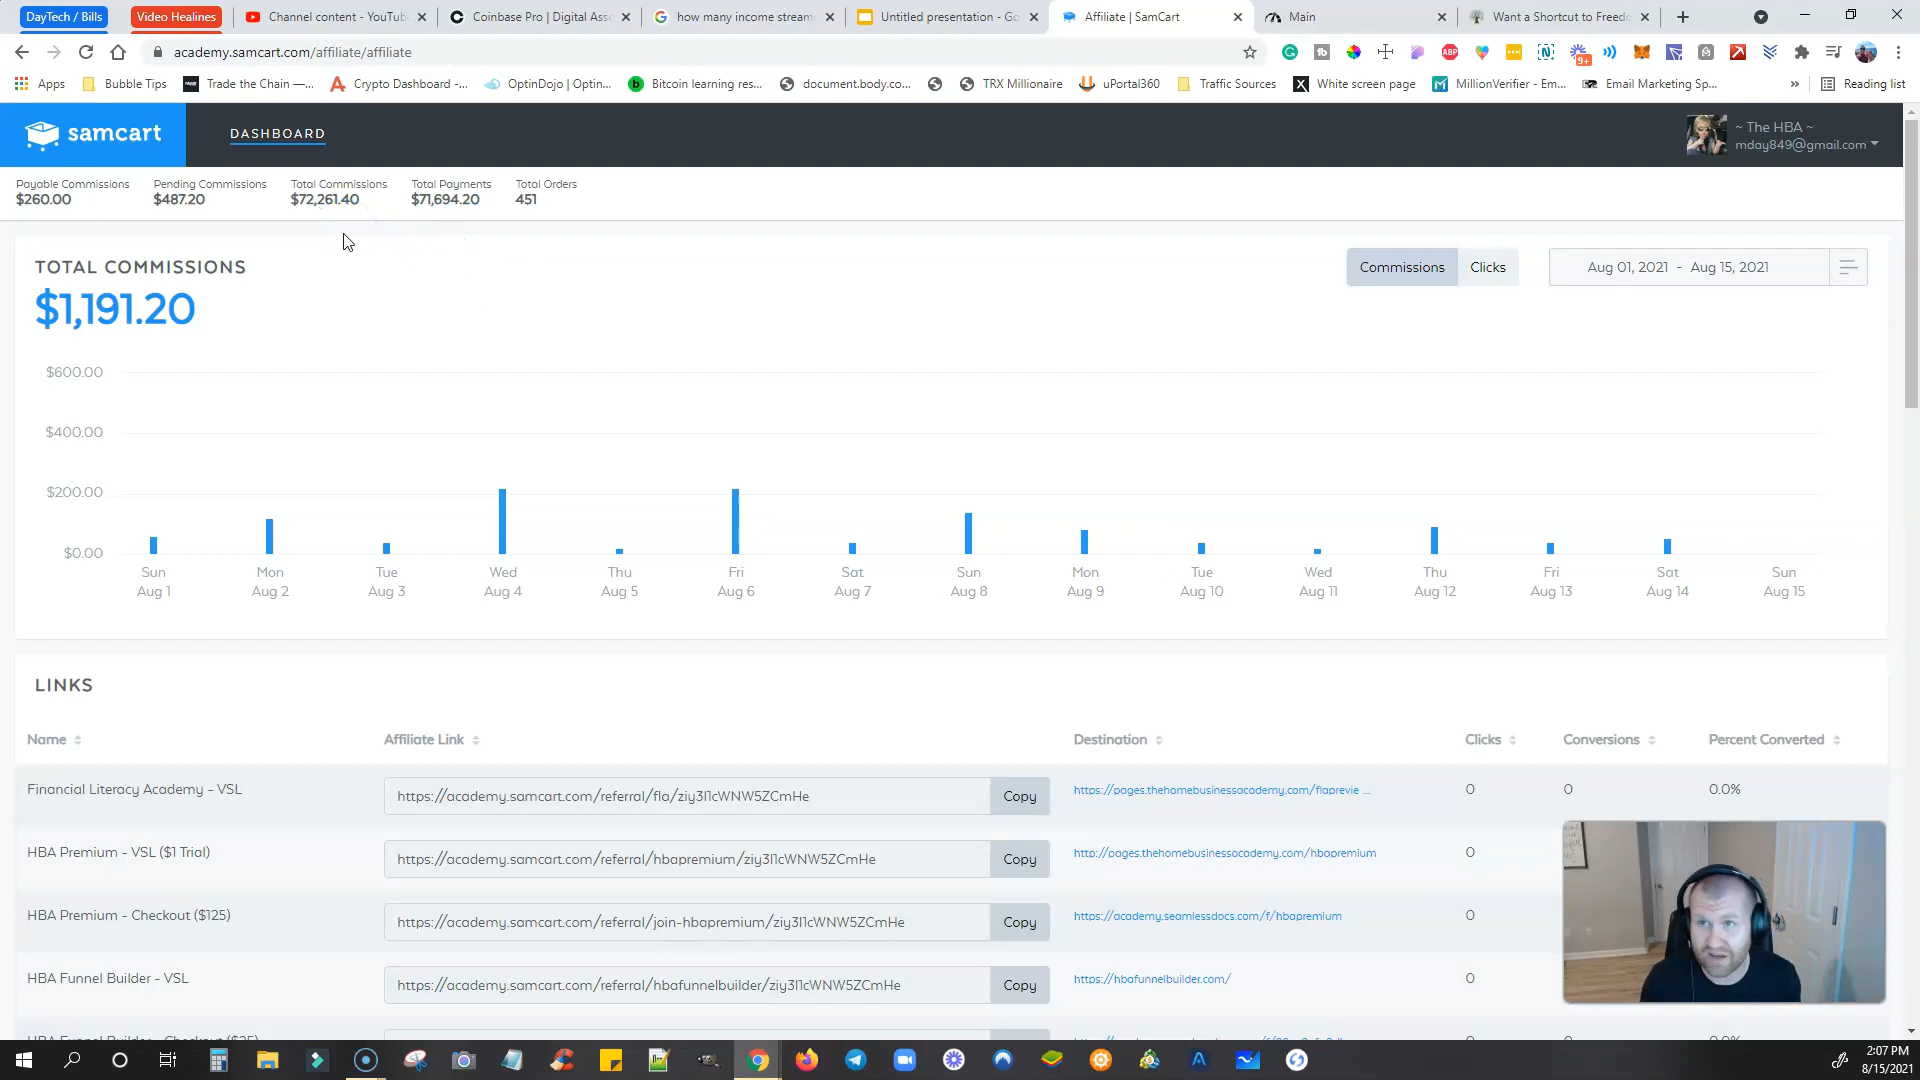 DayTech / Bills
Video Healines
Channel content - YouTube
Coinbase Pro | Digital Ass
how many income stream
Untitled presentation - Go
Affiliate | SamCart
Main
Want a Shortcut to Freedo
academy.samcart.com/affiliate/affiliate
ABP
9+
Apps
Bubble Tips
Trade the Chain —...
Crypto Dashboard -...
OptinDojo | Optin...
Bitcoin learning res...
document.body.co...
TRX Millionaire
uPortal360
Traffic Sources
White screen page
MillionVerifier - Em...
Email Marketing Sp...
»
Reading list
samcart
DASHBOARD
~ The HBA ~
mday849@gmail.com
Payable Commissions
$260.00
Pending Commissions
$487.20
Total Commissions
$72,261.40
Total Payments
$71,694.20
Total Orders
451
TOTAL COMMISSIONS
$1,191.20
Commissions
Clicks
Aug 01, 2021 - Aug 15, 2021
$600.00
$400.00
$200.00
$0.00
Sun Mon Tue Wed Thu Fri Sat Sun Mon Tue Wed Thu Fri Sat Sun
Aug 1 Aug 2 Aug 3 Aug 4 Aug 5 Aug 6 Aug 7 Aug 8 Aug 9 Aug 10 Aug 11 Aug 12 Aug 13 Aug 14 Aug 15
LINKS
Name Affiliate Link Destination Clicks Conversions Percent Converted
Financial Literacy Academy - VSL https://academy.samcart.com/referral/fla/ziy3I1cWNW5ZCmHe Copy https://pages.thehomebusinessacademy.com/flaprevie ... 0 0 0.0%
HBA Premium - VSL ($1 Trial) https://academy.samcart.com/referral/hbapremium/ziy3I1cWNW5ZCmHe Copy http://pages.thehomebusinessacademy.com/hbapremium 0
HBA Premium - Checkout ($125) https://academy.samcart.com/referral/join-hbapremium/ziy3I1cWNW5ZCmHe Copy https://academy.seamlessdocs.com/f/hbapremium 0
HBA Funnel Builder - VSL https://academy.samcart.com/referral/hbafunnelbuilder/ziy3I1cWNW5ZCmHe Copy https://hbafunnelbuilder.com/ 0
HBA Funnel Builder - Checkout ($25)
2:07 PM
8/15/2021